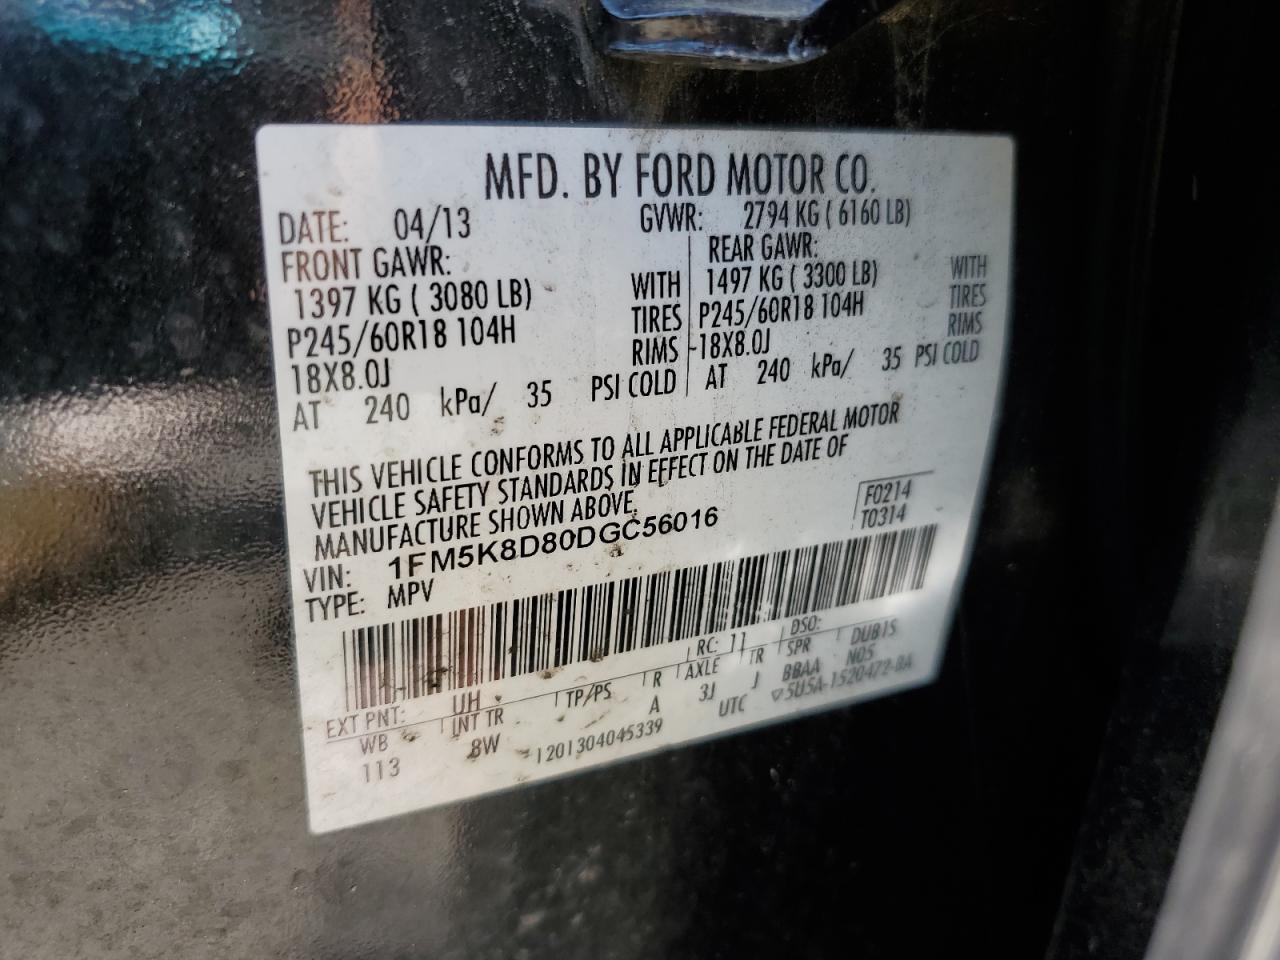 MFD. BY FORD MOTOR CO.
DATE: 04/13 GVWR: 2794 KG ( 6160 LB)
FRONT GAWR: REAR GAWR:
1397 KG ( 3080 LB) WITH 1497 KG ( 3300 LB) WITH
P245/60R18 104H TIRES P245/60R18 104H TIRES
18X8.0J RIMS 18X8.0J RIMS
AT 240 kPa/ 35 PSI COLD AT 240 kPa/ 35 PSI COLD
THIS VEHICLE CONFORMS TO ALL APPLICABLE FEDERAL MOTOR
VEHICLE SAFETY STANDARDS IN EFFECT ON THE DATE OF
MANUFACTURE SHOWN ABOVE.
F0214
T0314
VIN: 1FM5K8D80DGC56016
TYPE: MPV
EXT PNT: UH RC: 11 DSO:
WB INT TR TP/PS R AXLE TR SPR DUB1S
113 8W A 3J J BBAA N05
1201304045339 UTC ▽5U5A-1520472-BA